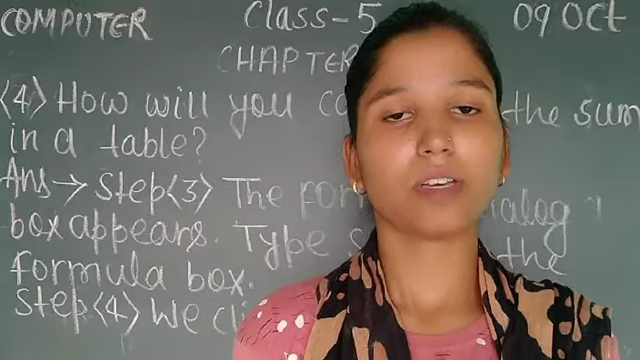 COMPUTER Class-5 09 Oct
CHAPTER
(4) How will you the sum
in a table?
Ans → Step(3) The
box appears. Type the
formula box.
Step(4) We